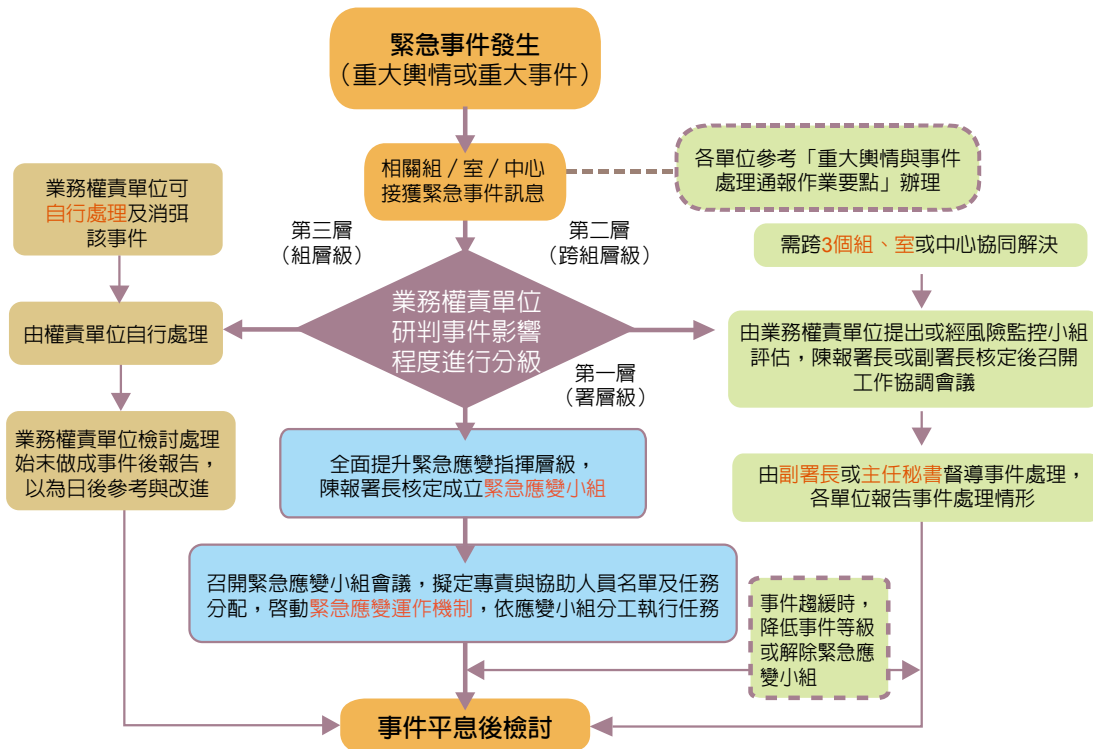 緊急事件發生
（重大輿情或重大事件）
相關組／室／中心
接獲緊急事件訊息
各單位參考「重大輿情與事件
處理通報作業要點」辦理
業務權責單位可
自行處理及消弭
該事件
第三層
（組層級）
第二層
（跨組層級）
需跨3個組、室或中心協同解決
業務權責單位
研判事件影響
程度進行分級
由權責單位自行處理
由業務權責單位提出或經風險監控小組
評估，陳報署長或副署長核定後召開
工作協調會議
第一層
（署層級）
業務權責單位檢討處理
始末做成事件後報告，
以為日後參考與改進
全面提升緊急應變指揮層級，
陳報署長核定成立緊急應變小組
由副署長或主任秘書督導事件處理，
各單位報告事件處理情形
召開緊急應變小組會議，擬定專責與協助人員名單及任務
分配，啓動緊急應變運作機制，依應變小組分工執行任務
事件趨緩時，
降低事件等級
或解除緊急應
變小組
事件平息後檢討